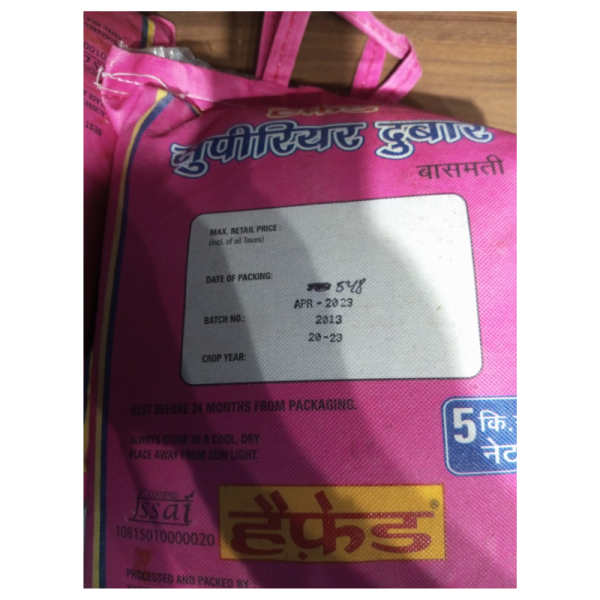 सुपीरियर दुबार
बासमती
MAX. RETAIL PRICE :
(incl. of all Taxes)
548
DATE OF PACKING:
APR - 2023
BATCH NO.:
2013
20-23
CROP YEAR:
BEST BEFORE 24 MONTHS FROM PACKAGING.
ALWAYS STORE IN A COOL, DRY
PLACE AWAY FROM SUN LIGHT.
5 कि.
नेट
fssai
10815010000020
हैफ़ेड ®
PROCESSED AND PACKED BY